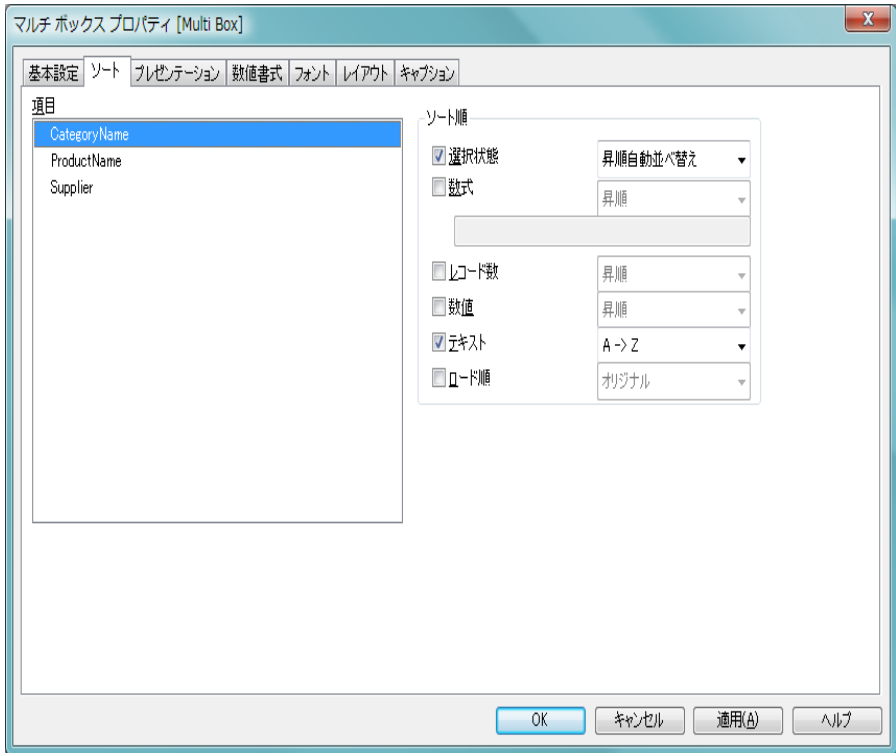 マルチ ボックス プロパティ [Multi Box]
基本設定 ソート プレゼンテーション 数値書式 フォント レイアウト キャプション
項目
CategoryName
ProductName
Supplier
ソート順
選択状態 昇順自動並べ替え
数式 昇順
レコード数 昇順
数値 昇順
テキスト A -> Z
ロード順 オリジナル
OK キャンセル 適用(A) ヘルプ